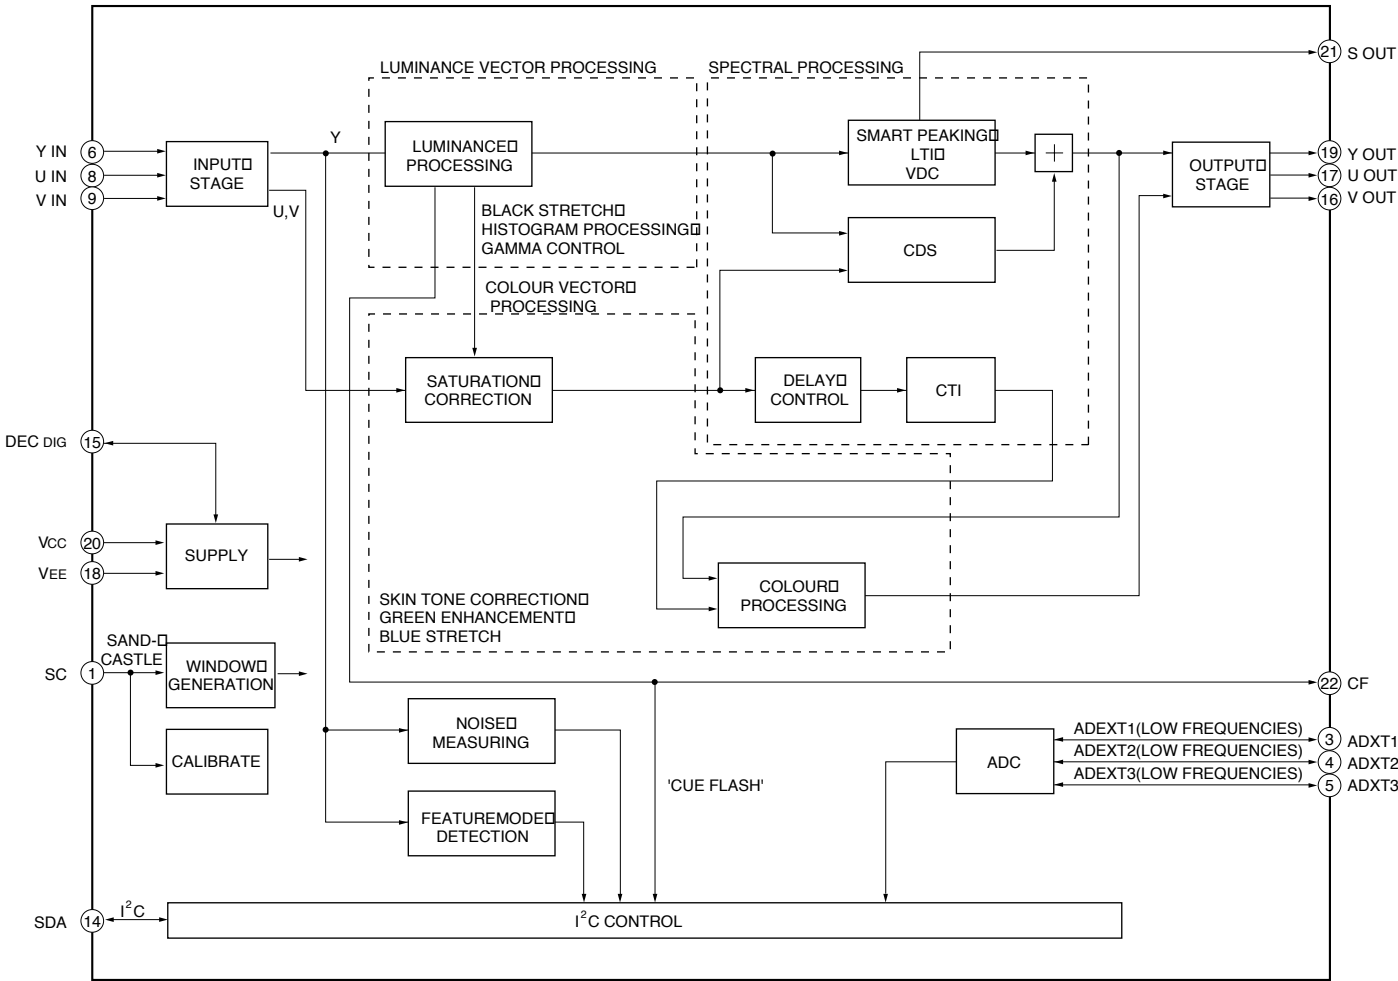 21 S OUT
LUMINANCE VECTOR PROCESSING
SPECTRAL PROCESSING
Y IN 6
U IN 8
V IN 9
INPUT
STAGE
Y
U,V
LUMINANCE
PROCESSING
SMART PEAKING
LTI
VDC
+
OUTPUT
STAGE
19 Y OUT
17 U OUT
16 V OUT
BLACK STRETCH
HISTOGRAM PROCESSING
GAMMA CONTROL
CDS
COLOUR VECTOR
PROCESSING
SATURATION
CORRECTION
DELAY
CONTROL
CTI
DEC DIG 15
VCC 20
VEE 18
SUPPLY
COLOUR
PROCESSING
SKIN TONE CORRECTION
GREEN ENHANCEMENT
BLUE STRETCH
SAND-
CASTLE
SC 1
WINDOW
GENERATION
22 CF
CALIBRATE
NOISE
MEASURING
'CUE FLASH'
FEATUREMODE
DETECTION
ADC
ADEXT1(LOW FREQUENCIES)
ADEXT2(LOW FREQUENCIES)
ADEXT3(LOW FREQUENCIES)
3 ADXT1
4 ADXT2
5 ADXT3
SDA 14
I²C
I²C CONTROL